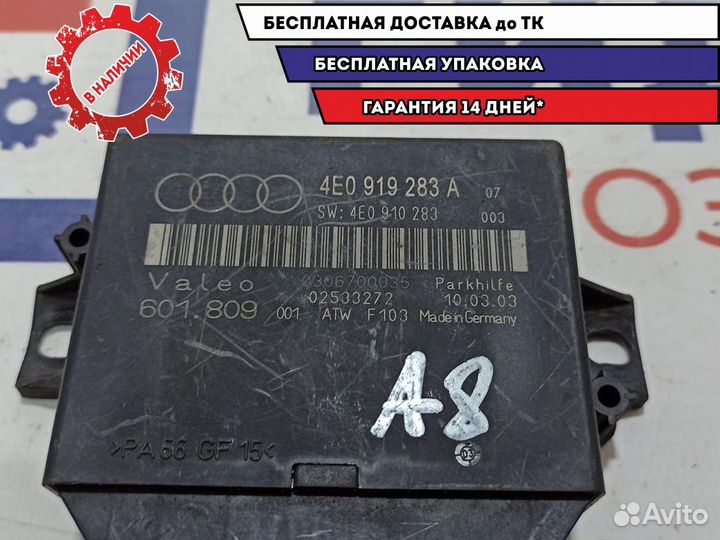 БЕСПЛАТНАЯ ДОСТАВКА до ТК
БЕСПЛАТНАЯ УПАКОВКА
ГАРАНТИЯ 14 ДНЕЙ*
В НАЛИЧИИ
4E0 919 283 A 07
SW: 4E0 910 283 003
Valeo 0306700035 Parkhilfe
601.809 001 02533272 10.03.03
ATW F103 Made in Germany
A8
>PA 66 GF 15<
03
Avito